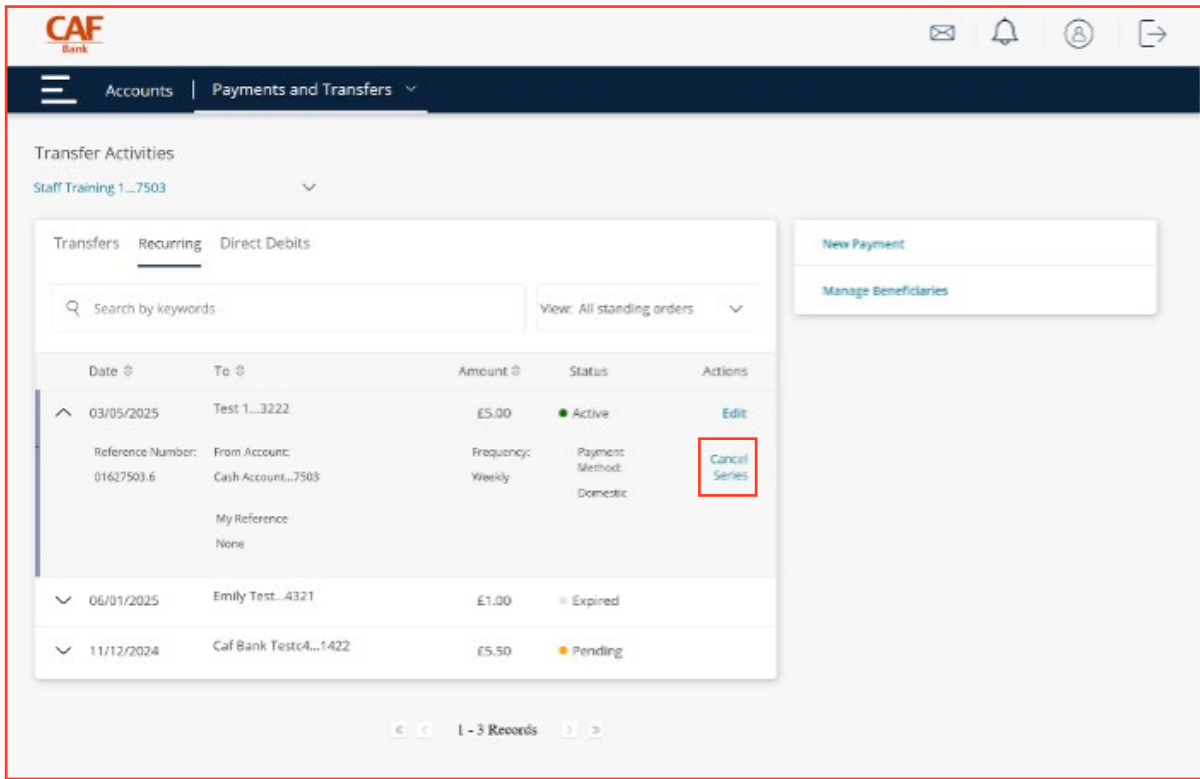 CAF
Bank
Accounts | Payments and Transfers
Transfer Activities
Staff Training 1...7503
Transfers Recurring Direct Debits
Search by keywords
View: All standing orders
New Payment
Manage Beneficiaries
Date To Amount Status Actions
03/05/2025 Test 1...3222 £5.00 Active Edit
Reference Number: From Account: Frequency: Payment Method: Cancel Series
01627503.6 Cash Account...7503 Weekly Domestic
My Reference
None
06/01/2025 Emily Test...4321 £1.00 Expired
11/12/2024 Caf Bank Testc4...1422 £5.50 Pending
1 - 3 Records